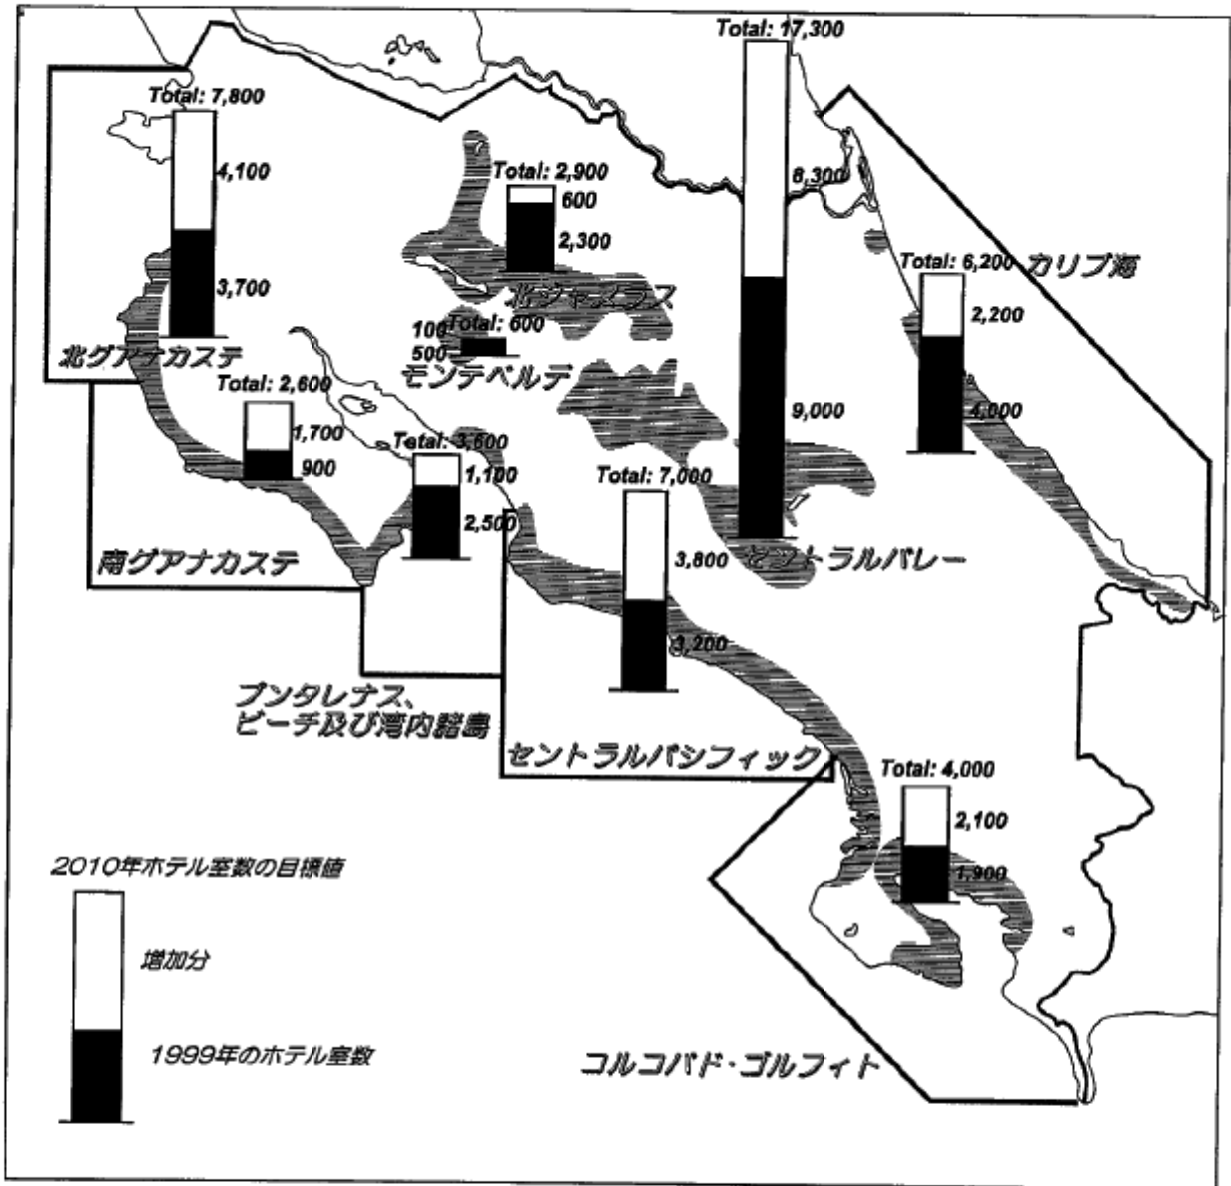 Total: 17,300
8,300
9,000
セントラルバレー
Total: 7,800
4,100
3,700
北グアナカステ
Total: 2,900
600
2,300
Total: 600
100
500
モンテベルデ
Total: 6,200
カリブ海
2,200
4,000
Total: 2,600
1,700
900
南グアナカステ
Total: 3,600
1,100
2,500
プンタレナス、
ビーチ及び湾内諸島
Total: 7,000
3,800
3,200
セントラルパシフィック
Total: 4,000
2,100
1,900
コルコバド・ゴルフィト
2010年ホテル室数の目標値
増加分
1999年のホテル室数